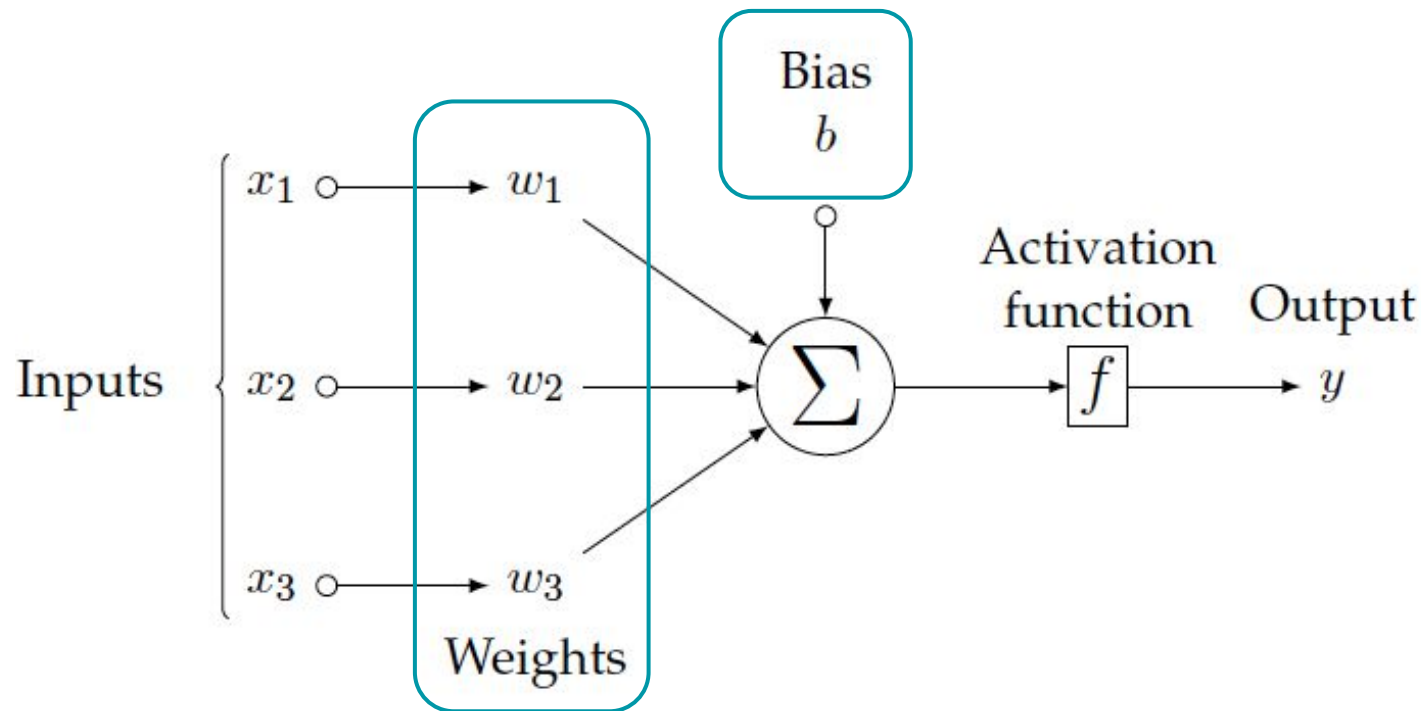 Bias
b
x₁ w₁
Activation
function
Output
Inputs
x₂ w₂
∑
f
y
x₃ w₃
Weights